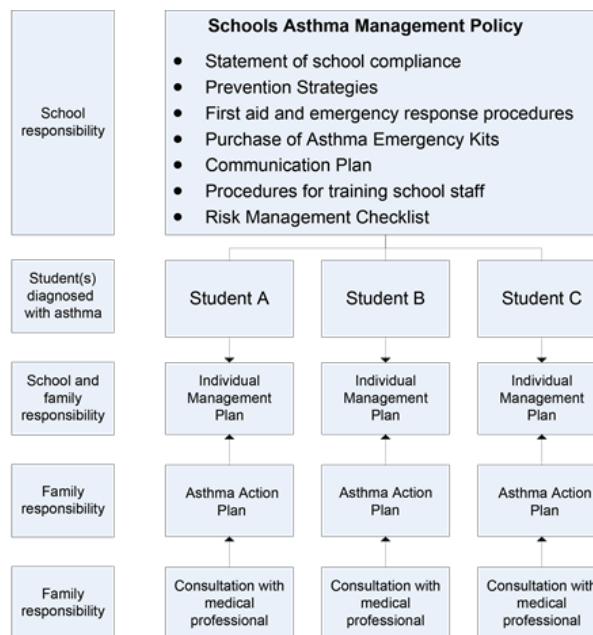 Schools Asthma Management Policy
School
responsibility
• Statement of school compliance
• Prevention Strategies
• First aid and emergency response procedures
• Purchase of Asthma Emergency Kits
• Communication Plan
• Procedures for training school staff
• Risk Management Checklist
Student(s)
diagnosed
with asthma
Student A
Student B
Student C
School and
family
responsibility
Individual
Management
Plan
Individual
Management
Plan
Individual
Management
Plan
Family
responsibility
Asthma Action
Plan
Asthma Action
Plan
Asthma Action
Plan
Family
responsibility
Consultation with
medical
professional
Consultation with
medical
professional
Consultation with
medical
professional